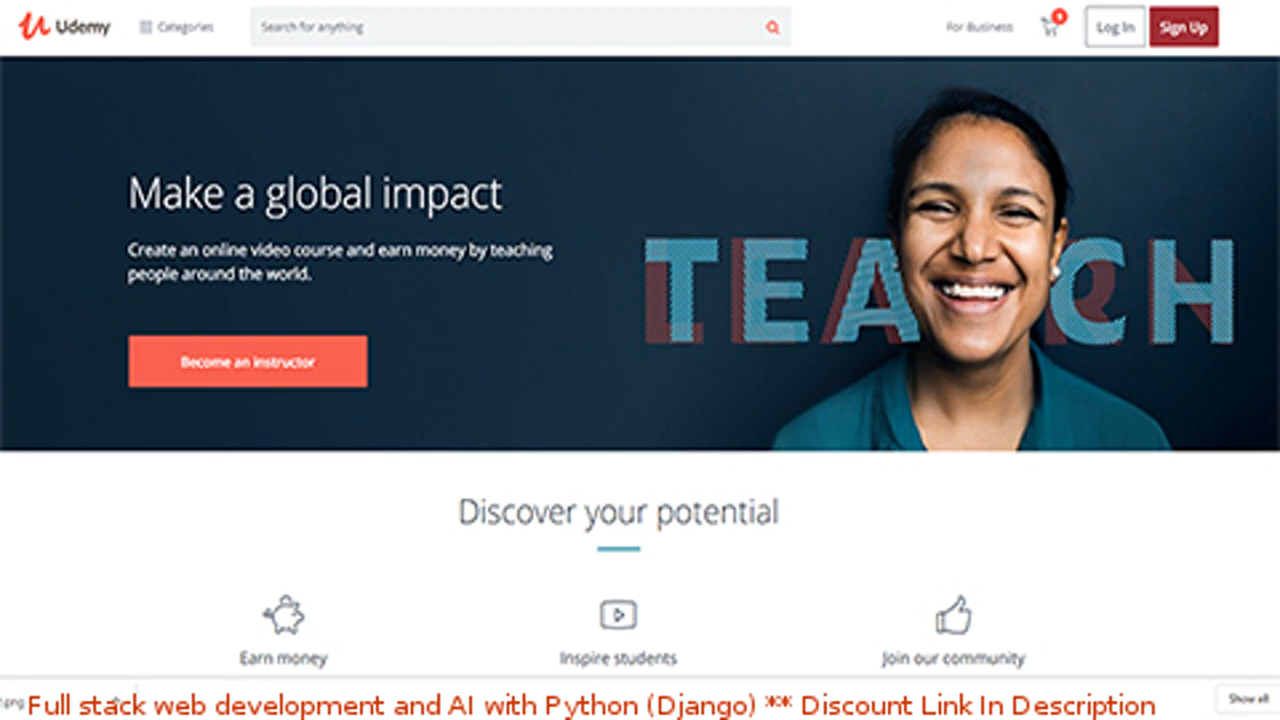 Udemy
Categories
Search for anything
For Business
Log In
Sign Up
Make a global impact
Create an online video course and earn money by teaching
people around the world.
TEACH
Become an instructor
Discover your potential
Earn money
Inspire students
Join our community
Show all
Full stack web development and AI with Python (Django) ** Discount Link In Description